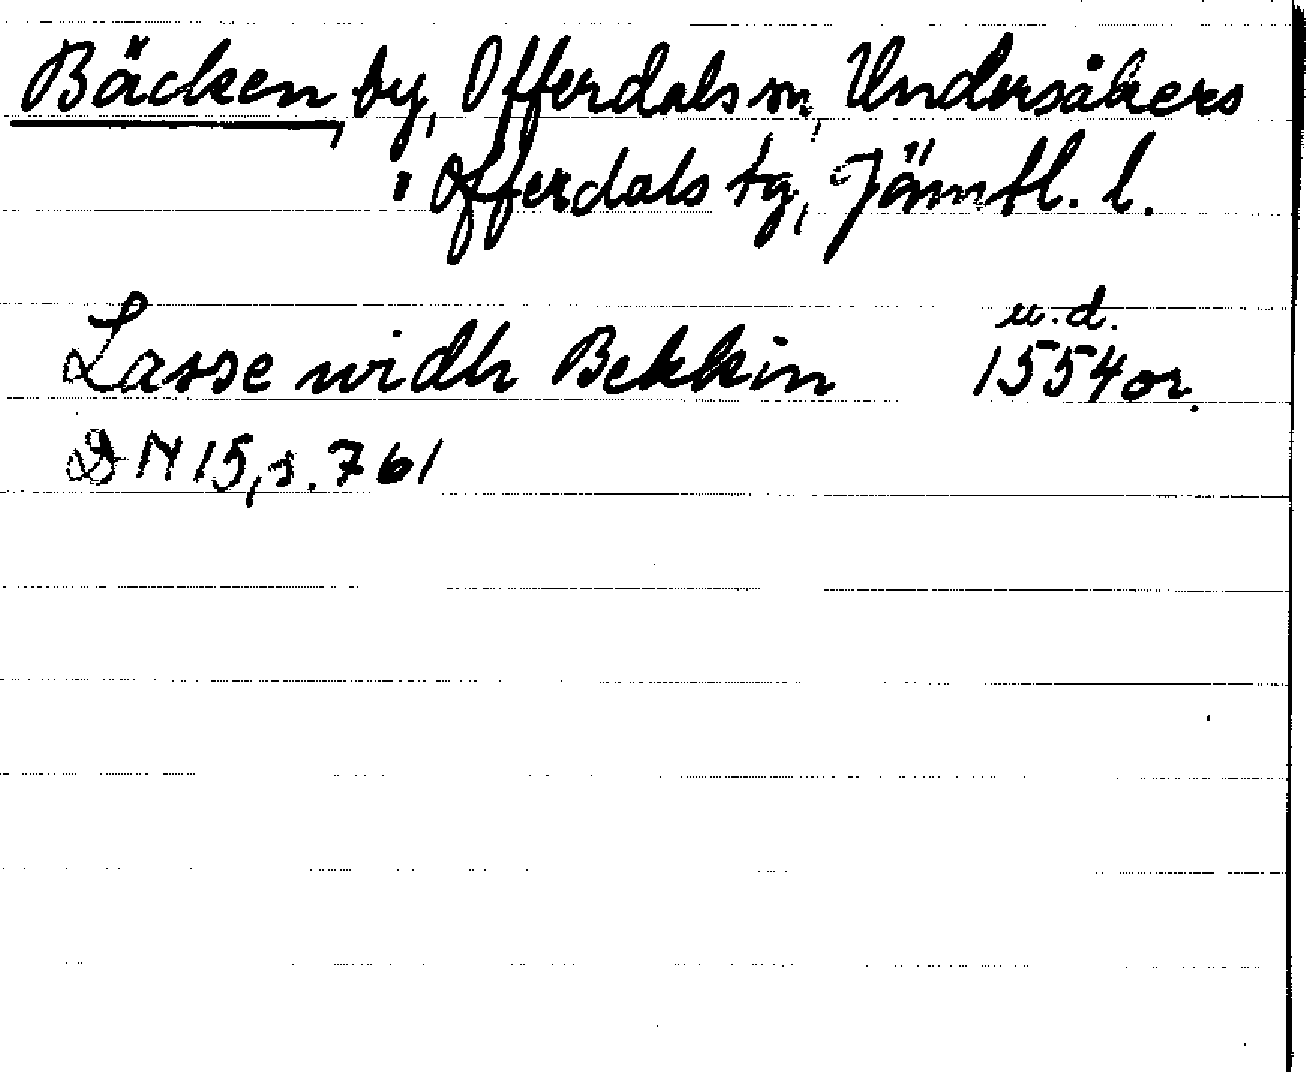 Bäcken, by, Offerdals sn, Undersåkers
o Offerdals tg, Jämtl. l.
u.d.
Lasse widh Bekkin 1554 or.
DN 15, s. 761